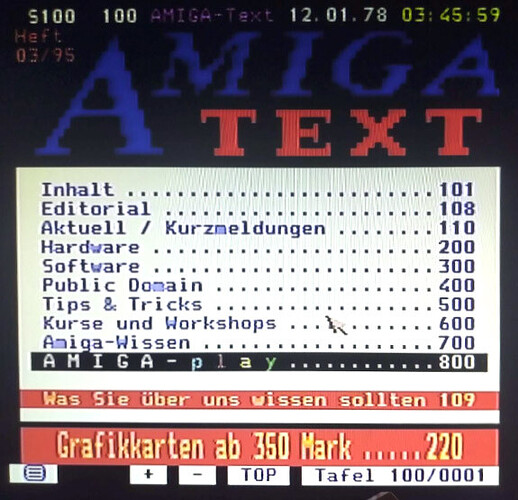 S100 100 AMIGA-Text 12.01.78 03:45:59
Heft
03/95
AMIGA
TEXT
Inhalt ..........................101
Editorial .......................108
Aktuell / Kurzmeldungen .........110
Hardware ........................200
Software ........................300
Public Domain ...................400
Tips & Tricks ...................500
Kurse und Workshops .............600
Amiga-Wissen ....................700
AMIGA-play.............800
Was Sie über uns wissen sollten 109
Grafikkarten ab 350 Mark .....220
+ - TOP Tafel 100/0001